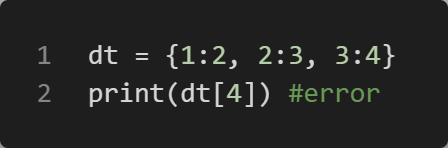 1 dt = {1:2, 2:3, 3:4}
2 print(dt[4]) #error